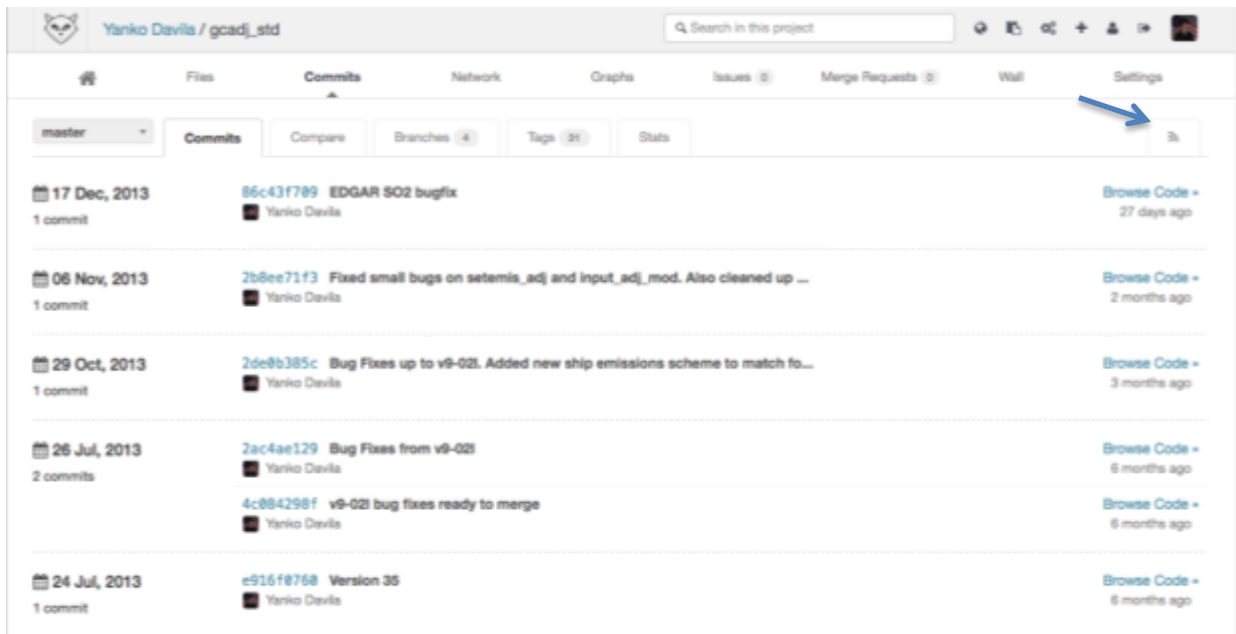 Yanko Davila / gcadj_std
Search in this project
Files Commits Network Graphs Issues 0 Merge Requests 0 Wall Settings
master Commits Compare Branches 4 Tags 31 Stats
17 Dec, 2013 86c43f709 EDGAR SO2 bugfix Browse Code »
1 commit Yanko Davila 27 days ago
06 Nov, 2013 2b8ee71f3 Fixed small bugs on setemis_adj and input_adj_mod. Also cleaned up ... Browse Code »
1 commit Yanko Davila 2 months ago
29 Oct, 2013 2de0b385c Bug Fixes up to v9-02l. Added new ship emissions scheme to match fo... Browse Code »
1 commit Yanko Davila 3 months ago
26 Jul, 2013 2ac4ae129 Bug Fixes from v9-02l Browse Code »
2 commits Yanko Davila 6 months ago
4c084298f v9-02l bug fixes ready to merge Browse Code »
Yanko Davila 6 months ago
24 Jul, 2013 e916f0760 Version 35 Browse Code »
1 commit Yanko Davila 6 months ago